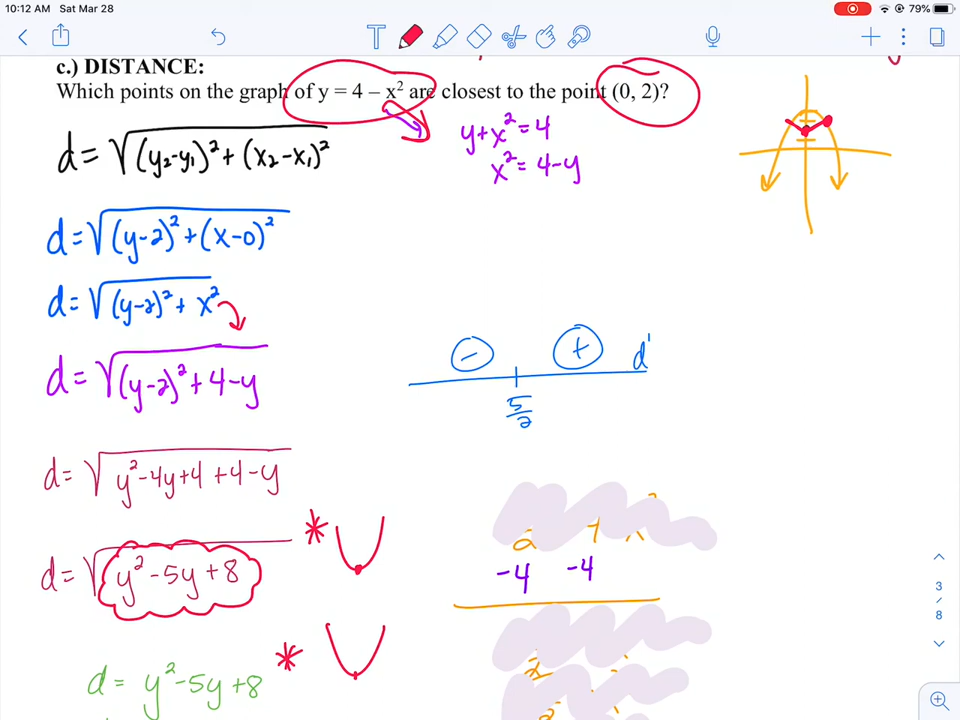 10:12 AM Sat Mar 28
79%
c.) DISTANCE:
Which points on the graph of y = 4 – x² are closest to the point (0, 2)?
y+x²=4
x²=4-y
d=√(y₂-y₁)²+(x₂-x₁)²
d=√(y-2)²+(x-0)²
d=√(y-2)²+x²
d=√(y-2)²+4-y
- + d'
5/2
d=√y²-4y+4+4-y
d=√y²-5y+8
*
-4 -4
d=y²-5y+8
*
3
/
8